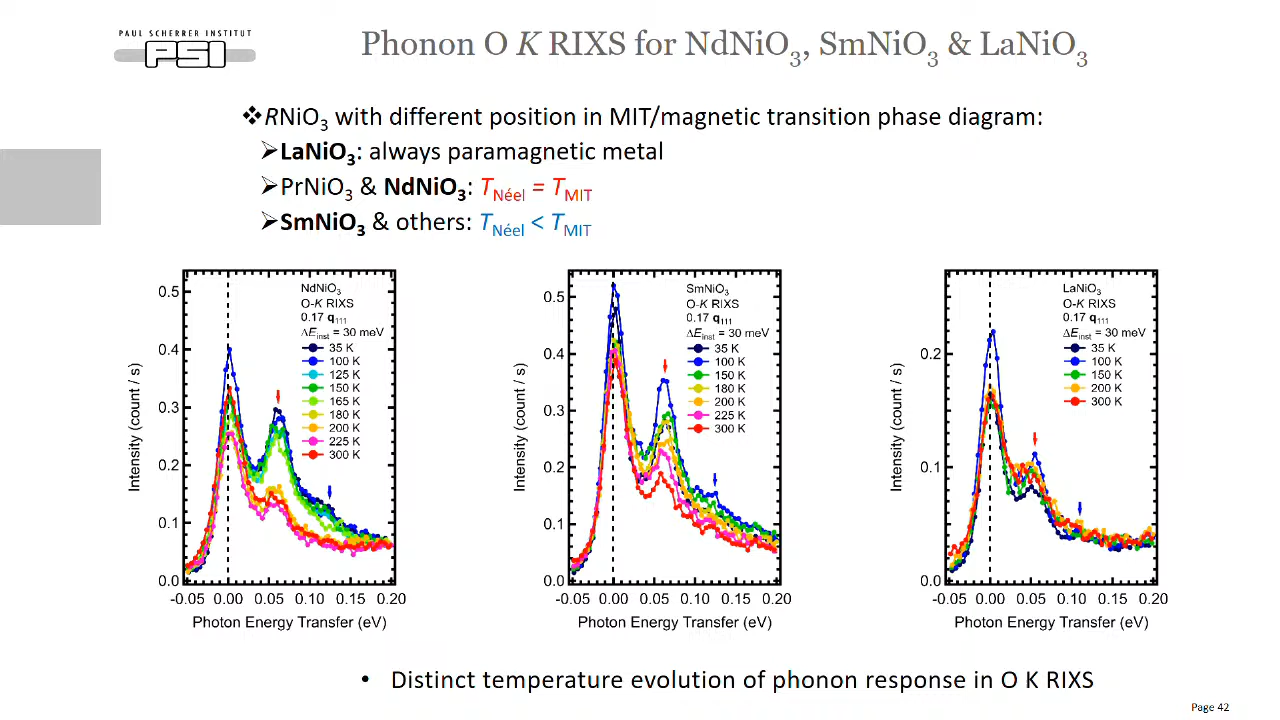 PAUL SCHERRER INSTITUT
PSI
Phonon O K RIXS for NdNiO3, SmNiO3 & LaNiO3
❖RNiO3 with different position in MIT/magnetic transition phase diagram:
➢LaNiO3: always paramagnetic metal
➢PrNiO3 & NdNiO3: TNéel = TMIT
➢SmNiO3 & others: TNéel < TMIT
NdNiO3
O-K RIXS
0.17 q111
ΔEinst = 30 meV
35 K
100 K
125 K
150 K
165 K
180 K
200 K
225 K
300 K
0.5
0.4
0.3
0.2
0.1
0.0
Intensity (count / s)
-0.05 0.00 0.05 0.10 0.15 0.20
Photon Energy Transfer (eV)
SmNiO3
O-K RIXS
0.17 q111
ΔEinst = 30 meV
35 K
100 K
150 K
180 K
200 K
225 K
300 K
0.5
0.4
0.3
0.2
0.1
0.0
Intensity (count / s)
-0.05 0.00 0.05 0.10 0.15 0.20
Photon Energy Transfer (eV)
LaNiO3
O-K RIXS
0.17 q111
ΔEinst = 30 meV
35 K
100 K
150 K
200 K
300 K
0.2
0.1
0.0
Intensity (count / s)
-0.05 0.00 0.05 0.10 0.15 0.20
Photon Energy Transfer (eV)
• Distinct temperature evolution of phonon response in O K RIXS
Page 42